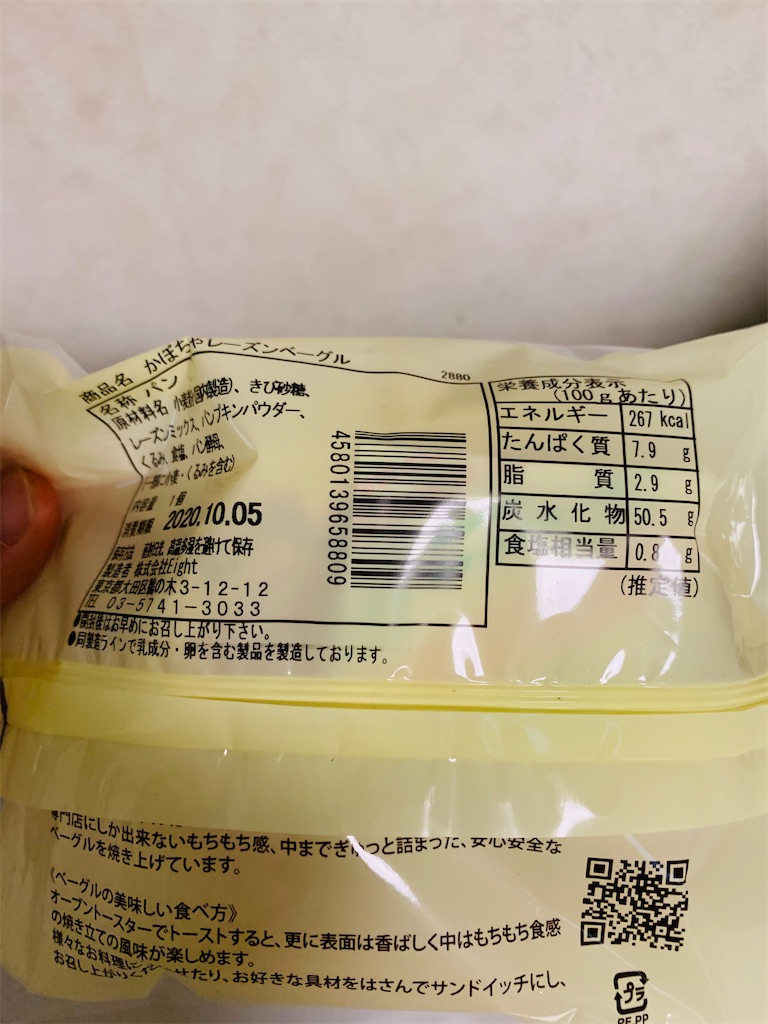 商品名 かぼちゃレーズンベーグル
2880
名称 パン
原材料名 小麦粉(国内製造)、きび砂糖、
レーズンミックス、パンプキンパウダー、
くるみ、食塩、パン酵母、
(一部に小麦・くるみを含む)
内容量 1個
消費期限 2020.10.05
保存方法 直射日光、高温多湿を避けて保存
製造者 株式会社Eight
東京都大田区鵜の木3-12-12
TEL 03-5741-3033
4580139658809
●開封後はお早めにお召し上がり下さい。
●同製造ラインで乳成分・卵を含む製品を製造しております。
栄養成分表示
(100gあたり)
エネルギー 267 kcal
たんぱく質 7.9 g
脂質 2.9 g
炭水化物 50.5 g
食塩相当量 0.8 g
(推定値)
専門店にしか出来ないもちもち感、中までぎゅっと詰まった、安心安全な
ベーグルを焼き上げています。
《ベーグルの美味しい食べ方》
オーブントースターでトーストすると、更に表面は香ばしく中はもちもち食感
の焼き立ての風味が楽しめます。
様々なお料理に せたり、お好きな具材をはさんでサンドイッチにし、
お召し上がりくだ
プラ
PE,PP